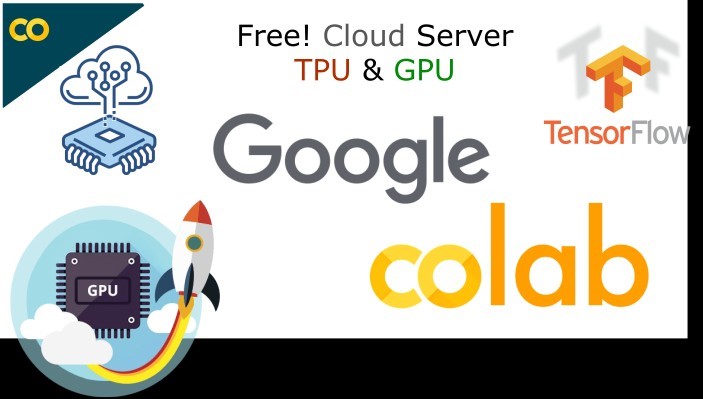 CO
Free! Cloud Server
TPU & GPU
TensorFlow
Google
colab
GPU